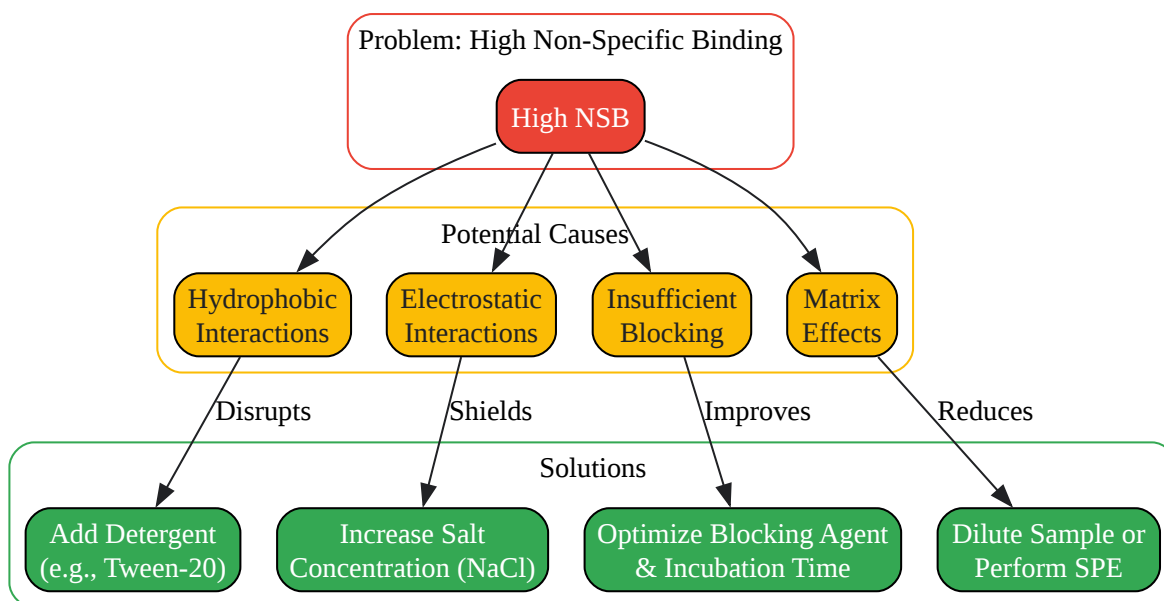 Problem: High Non-Specific Binding
High NSB
Potential Causes
Hydrophobic
Interactions
Electrostatic
Interactions
Insufficient
Blocking
Matrix
Effects
Disrupts
Shields
Improves
Reduces
Solutions
Add Detergent
(e.g., Tween-20)
Increase Salt
Concentration (NaCl)
Optimize Blocking Agent
& Incubation Time
Dilute Sample or
Perform SPE